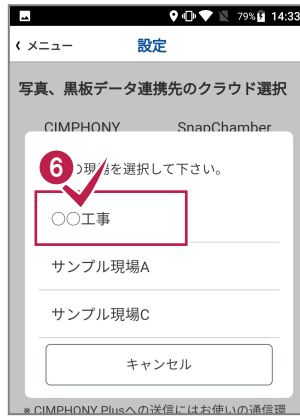 79% 14:33
メニュー 設定
写真、黒板データ連携先のクラウド選択
CIMPHONY SnapChamber
6
の現場を選択して下さい。
○○工事
サンプル現場A
サンプル現場C
キャンセル
※ CIMPHONY Plusへの送信にはお使いの通信環